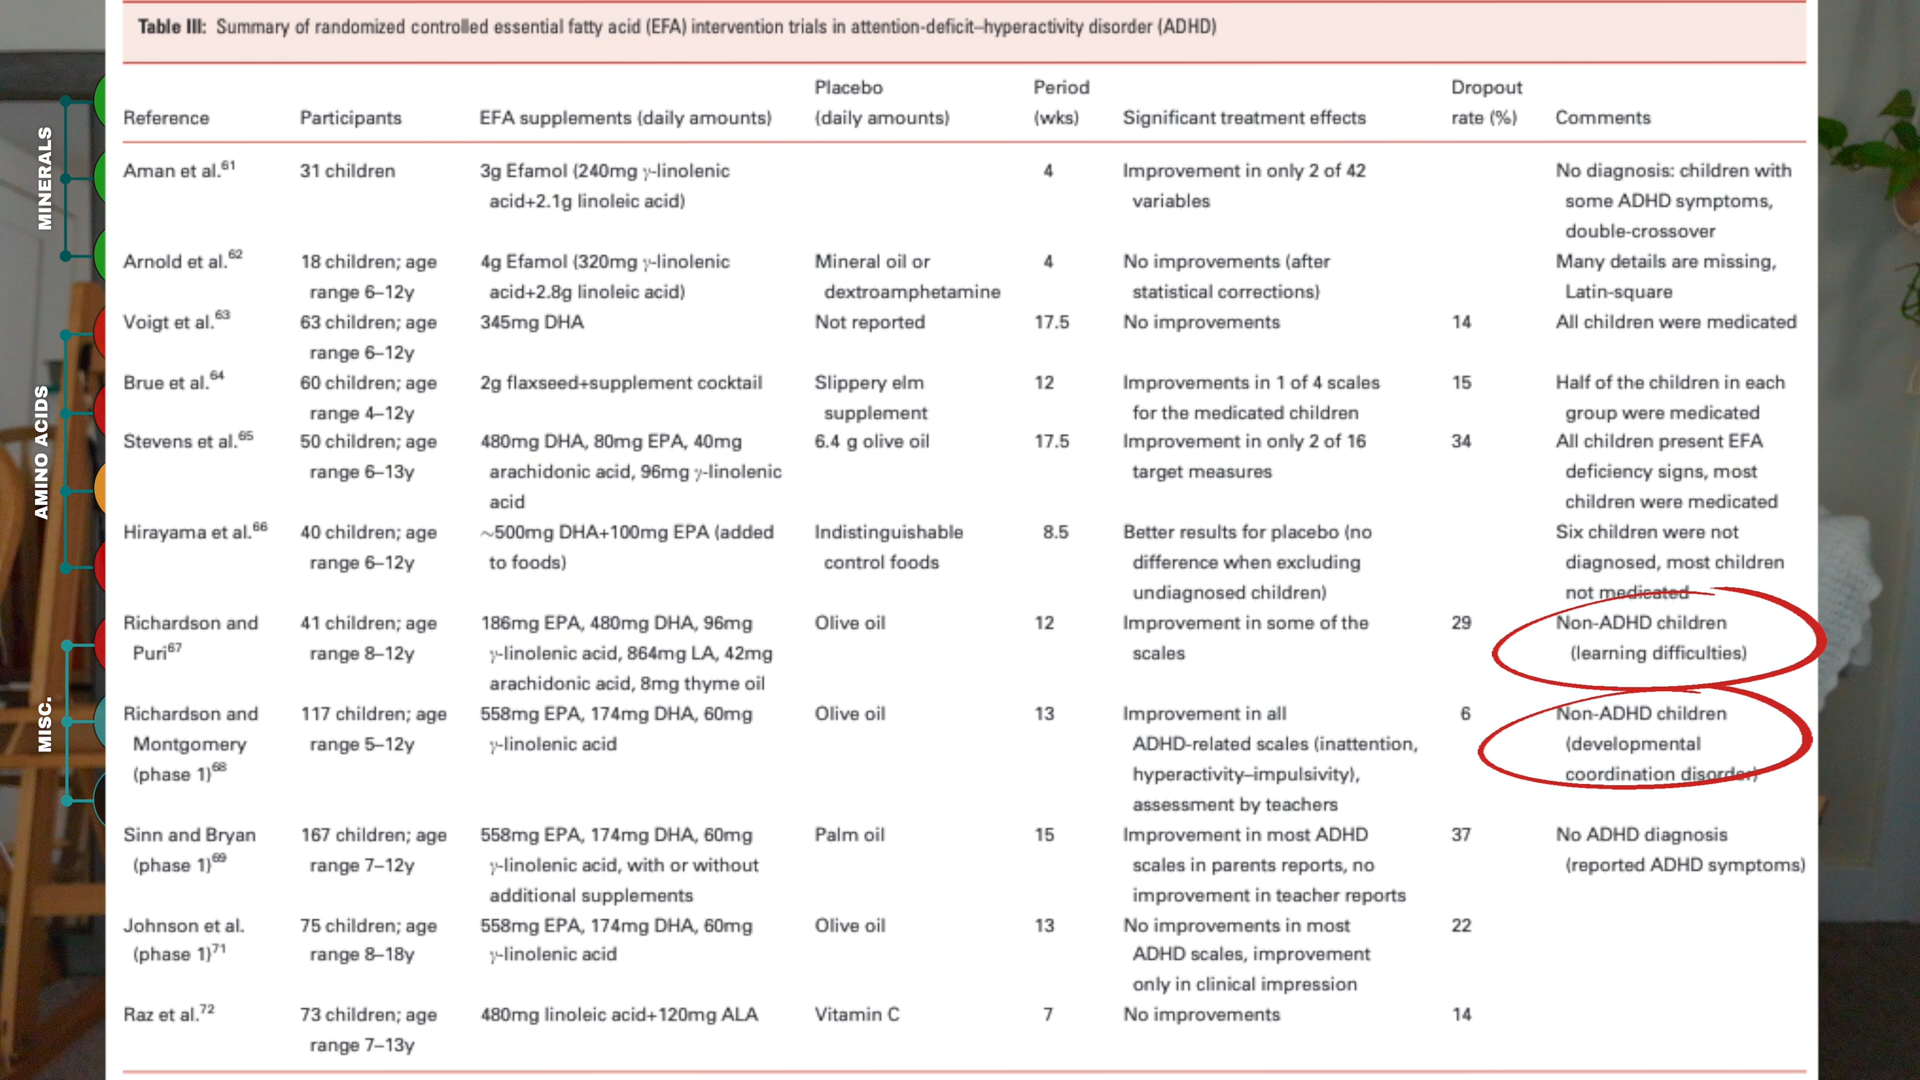 Table III: Summary of randomized controlled essential fatty acid (EFA) intervention trials in attention-deficit–hyperactivity disorder (ADHD)
Reference Participants EFA supplements (daily amounts) Placebo (daily amounts) Period (wks) Significant treatment effects Dropout rate (%) Comments
Aman et al.61 31 children 3g Efamol (240mg γ-linolenic 4 Improvement in only 2 of 42 No diagnosis: children with
acid+2.1g linoleic acid) variables some ADHD symptoms,
double-crossover
Arnold et al.62 18 children; age 4g Efamol (320mg γ-linolenic Mineral oil or 4 No improvements (after Many details are missing,
range 6–12y acid+2.8g linoleic acid) dextroamphetamine statistical corrections) Latin-square
Voigt et al.63 63 children; age 345mg DHA Not reported 17.5 No improvements 14 All children were medicated
range 6–12y
Brue et al.64 60 children; age 2g flaxseed+supplement cocktail Slippery elm 12 Improvements in 1 of 4 scales 15 Half of the children in each
range 4–12y supplement for the medicated children group were medicated
Stevens et al.65 50 children; age 480mg DHA, 80mg EPA, 40mg 6.4 g olive oil 17.5 Improvement in only 2 of 16 34 All children present EFA
range 6–13y arachidonic acid, 96mg γ-linolenic target measures deficiency signs, most
acid children were medicated
Hirayama et al.66 40 children; age ~500mg DHA+100mg EPA (added Indistinguishable 8.5 Better results for placebo (no Six children were not
range 6–12y to foods) control foods difference when excluding diagnosed, most children
undiagnosed children) not medicated
Richardson and 41 children; age 186mg EPA, 480mg DHA, 96mg Olive oil 12 Improvement in some of the 29 Non-ADHD children
Puri67 range 8–12y γ-linolenic acid, 864mg LA, 42mg scales (learning difficulties)
arachidonic acid, 8mg thyme oil
Richardson and 117 children; age 558mg EPA, 174mg DHA, 60mg Olive oil 13 Improvement in all 6 Non-ADHD children
Montgomery range 5–12y γ-linolenic acid ADHD-related scales (inattention, (developmental
(phase 1)68 hyperactivity–impulsivity), coordination disorder)
assessment by teachers
Sinn and Bryan 167 children; age 558mg EPA, 174mg DHA, 60mg Palm oil 15 Improvement in most ADHD 37 No ADHD diagnosis
(phase 1)69 range 7–12y γ-linolenic acid, with or without scales in parents reports, no (reported ADHD symptoms)
additional supplements improvement in teacher reports
Johnson et al. 75 children; age 558mg EPA, 174mg DHA, 60mg Olive oil 13 No improvements in most 22
(phase 1)71 range 8–18y γ-linolenic acid ADHD scales, improvement
only in clinical impression
Raz et al.72 73 children; age 480mg linoleic acid+120mg ALA Vitamin C 7 No improvements 14
range 7–13y
MINERALS
AMINO ACIDS
MISC.